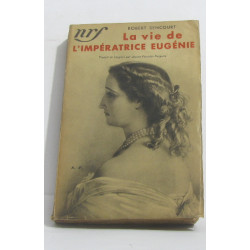 nrf
ROBERT SENCOURT
La vie de
L'IMPÉRATRICE EUGÉNIE